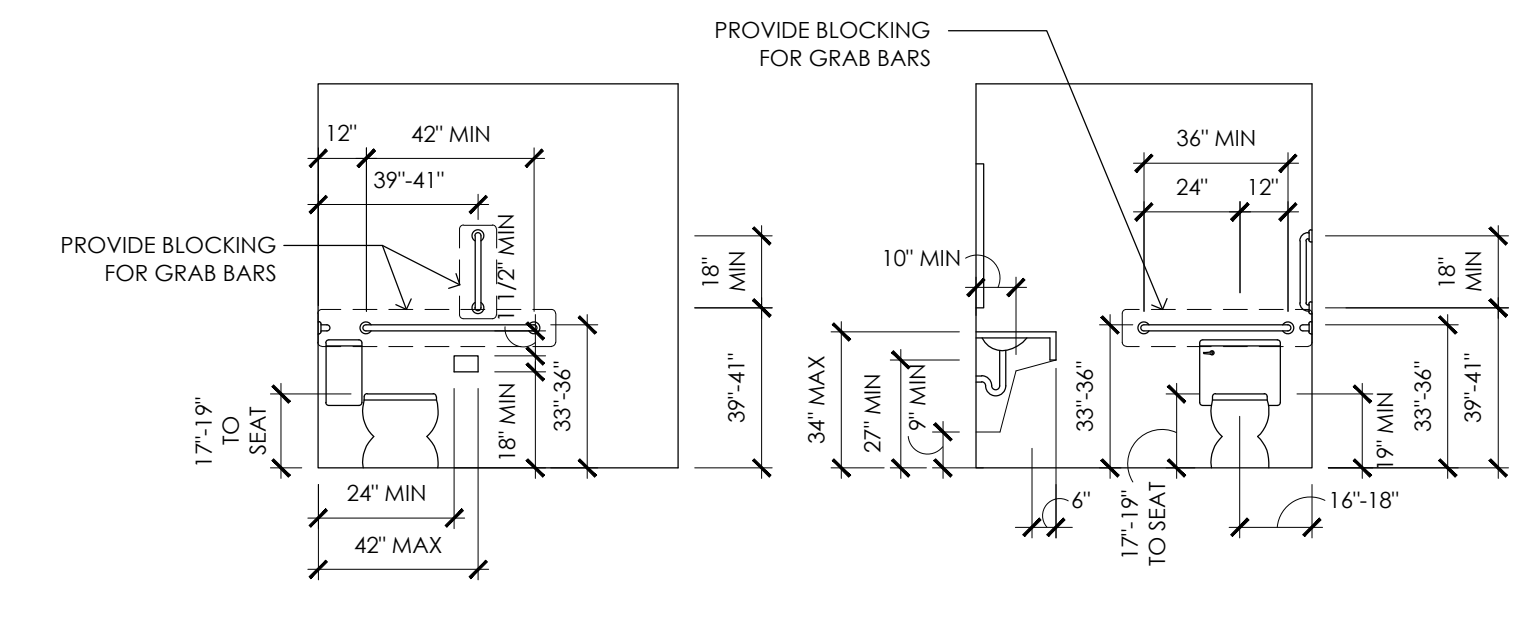 PROVIDE BLOCKING
FOR GRAB BARS
12"
42" MIN
39"-41"
PROVIDE BLOCKING
FOR GRAB BARS
1 1/2" MIN
18"
MIN
39"-41"
33"-36"
18" MIN
17"-19"
TO
SEAT
24" MIN
42" MAX
36" MIN
24"
12"
10" MIN
18"
MIN
34" MAX
27" MIN
9" MIN
33"-36"
19" MIN
33"-36"
39"-41"
6"
17"-19"
TO SEAT
16"-18"